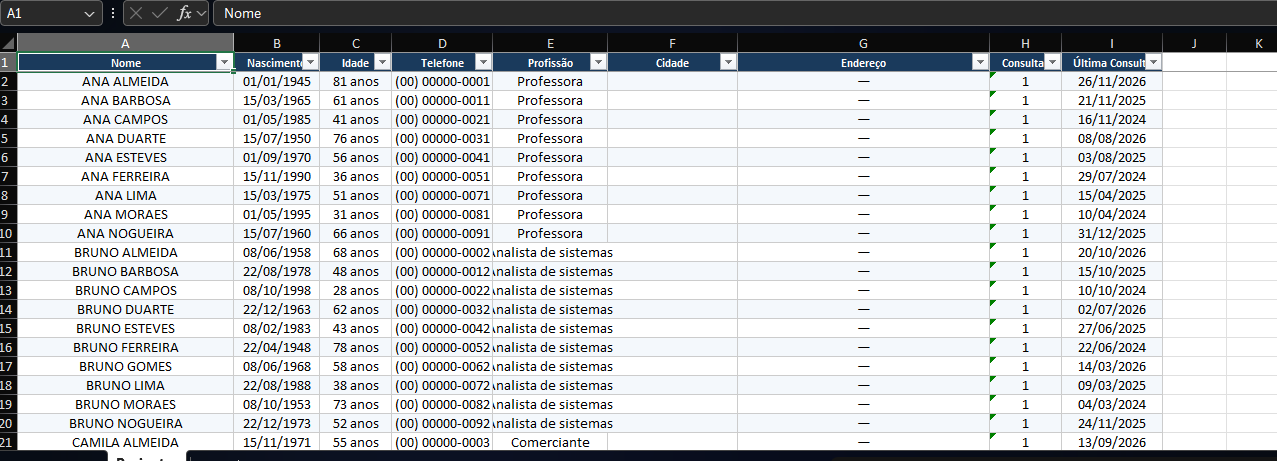 A1 fx Nome
A B C D E F G H I J K
1 Nome Nascimento Idade Telefone Profissão Cidade Endereço Consulta Última Consult
2 ANA ALMEIDA 01/01/1945 81 anos (00) 00000-0001 Professora — 1 26/11/2026
3 ANA BARBOSA 15/03/1965 61 anos (00) 00000-0011 Professora — 1 21/11/2025
4 ANA CAMPOS 01/05/1985 41 anos (00) 00000-0021 Professora — 1 16/11/2024
5 ANA DUARTE 15/07/1950 76 anos (00) 00000-0031 Professora — 1 08/08/2026
6 ANA ESTEVES 01/09/1970 56 anos (00) 00000-0041 Professora — 1 03/08/2025
7 ANA FERREIRA 15/11/1990 36 anos (00) 00000-0051 Professora — 1 29/07/2024
8 ANA LIMA 15/03/1975 51 anos (00) 00000-0071 Professora — 1 15/04/2025
9 ANA MORAES 01/05/1995 31 anos (00) 00000-0081 Professora — 1 10/04/2024
10 ANA NOGUEIRA 15/07/1960 66 anos (00) 00000-0091 Professora — 1 31/12/2025
11 BRUNO ALMEIDA 08/06/1958 68 anos (00) 00000-0002 Analista de sistemas — 1 20/10/2026
12 BRUNO BARBOSA 22/08/1978 48 anos (00) 00000-0012 Analista de sistemas — 1 15/10/2025
13 BRUNO CAMPOS 08/10/1998 28 anos (00) 00000-0022 Analista de sistemas — 1 10/10/2024
14 BRUNO DUARTE 22/12/1963 62 anos (00) 00000-0032 Analista de sistemas — 1 02/07/2026
15 BRUNO ESTEVES 08/02/1983 43 anos (00) 00000-0042 Analista de sistemas — 1 27/06/2025
16 BRUNO FERREIRA 22/04/1948 78 anos (00) 00000-0052 Analista de sistemas — 1 22/06/2024
17 BRUNO GOMES 08/06/1968 58 anos (00) 00000-0062 Analista de sistemas — 1 14/03/2026
18 BRUNO LIMA 22/08/1988 38 anos (00) 00000-0072 Analista de sistemas — 1 09/03/2025
19 BRUNO MORAES 08/10/1953 73 anos (00) 00000-0082 Analista de sistemas — 1 04/03/2024
20 BRUNO NOGUEIRA 22/12/1973 52 anos (00) 00000-0092 Analista de sistemas — 1 24/11/2025
21 CAMILA ALMEIDA 15/11/1971 55 anos (00) 00000-0003 Comerciante — 1 13/09/2026